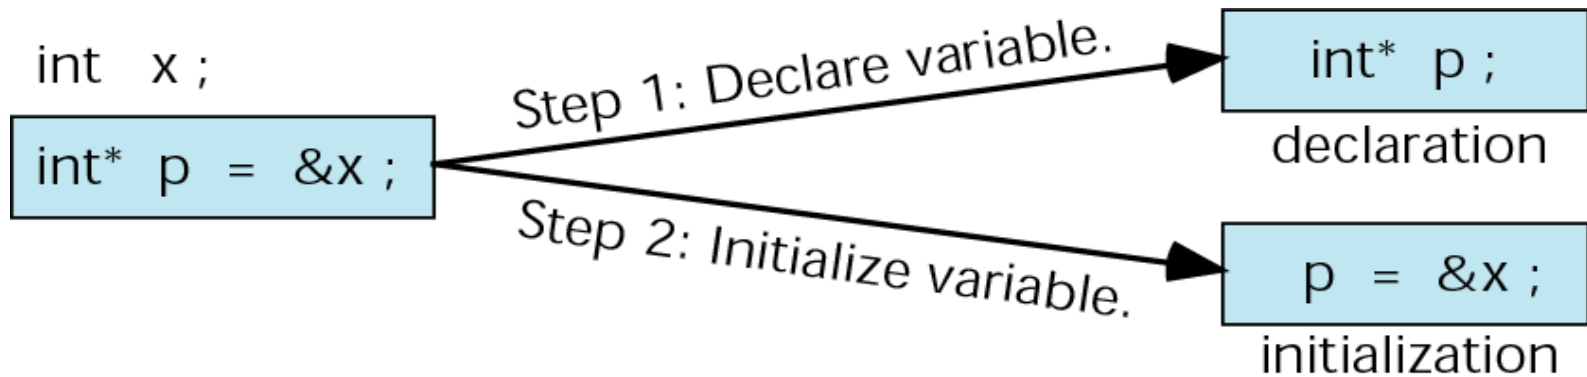 int x ;
int* p = &x ;
Step 1: Declare variable.
int* p ;
declaration
Step 2: Initialize variable.
p = &x ;
initialization